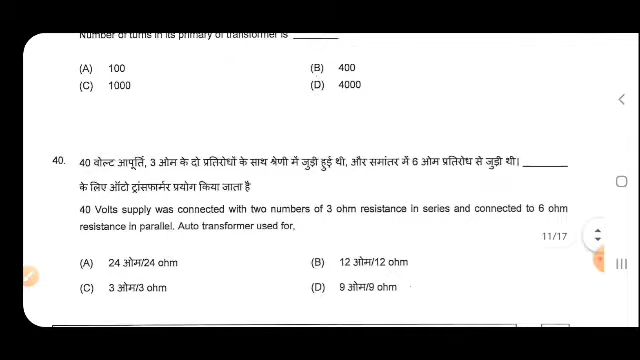 Number of turns in its primary of transformer is ________
(A) 100 (B) 400
(C) 1000 (D) 4000
40. 40 वोल्ट आपूर्ति, 3 ओम के दो प्रतिरोधों के साथ श्रेणी में जुड़ी हुई थी, और समांतर में 6 ओम प्रतिरोध से जुड़ी थी। ________
के लिए ऑटो ट्रांसफार्मर प्रयोग किया जाता है
40 Volts supply was connected with two numbers of 3 ohm resistance in series and connected to 6 ohm
resistance in parallel. Auto transformer used for,
11/17
(A) 24 ओम/24 ohm (B) 12 ओम/12 ohm
(C) 3 ओम/3 ohm (D) 9 ओम/9 ohm